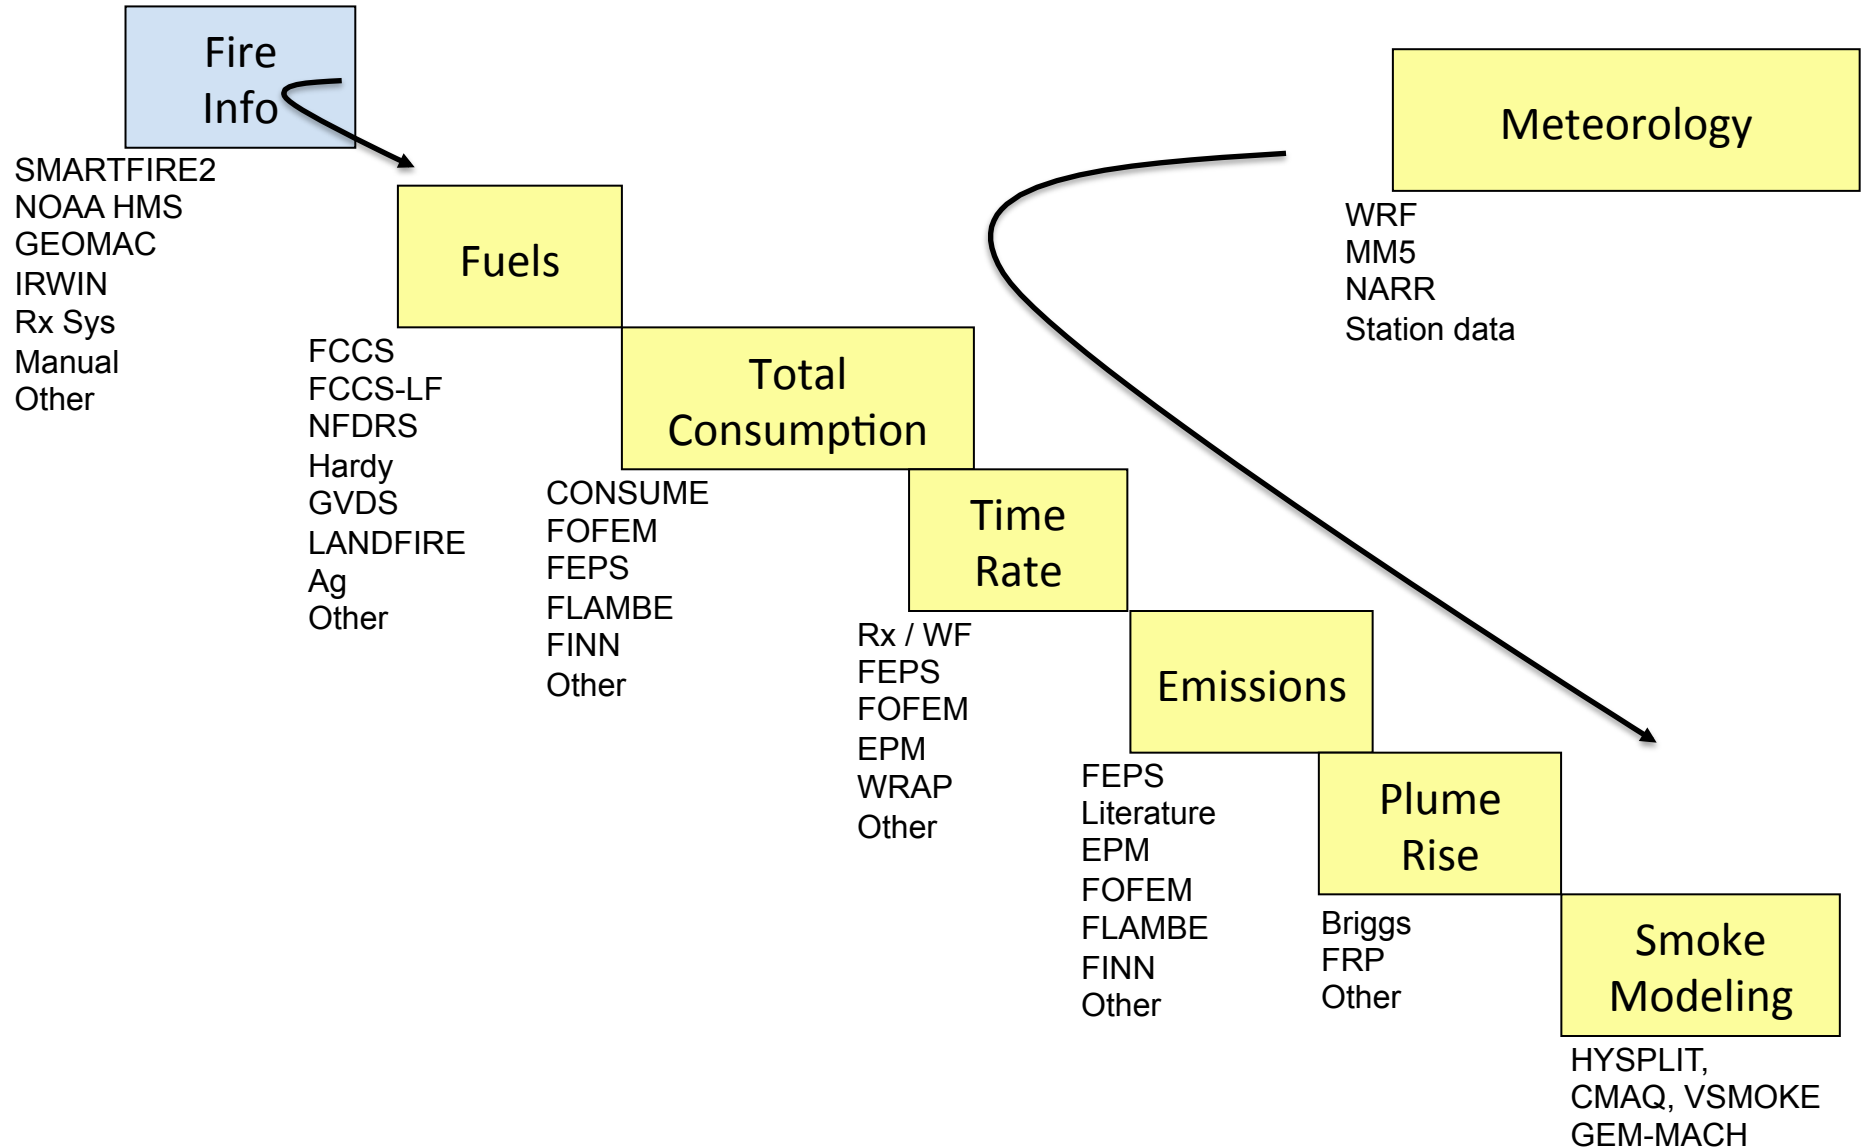 Fire
Info
SMARTFIRE2
NOAA HMS
GEOMAC
IRWIN
Rx Sys
Manual
Other
Fuels
FCCS
FCCS-LF
NFDRS
Hardy
GVDS
LANDFIRE
Ag
Other
Total
Consumption
CONSUME
FOFEM
FEPS
FLAMBE
FINN
Other
Time
Rate
Rx / WF
FEPS
FOFEM
EPM
WRAP
Other
Emissions
FEPS
Literature
EPM
FOFEM
FLAMBE
FINN
Other
Plume
Rise
Briggs
FRP
Other
Smoke
Modeling
HYSPLIT,
CMAQ, VSMOKE
GEM-MACH
Meteorology
WRF
MM5
NARR
Station data